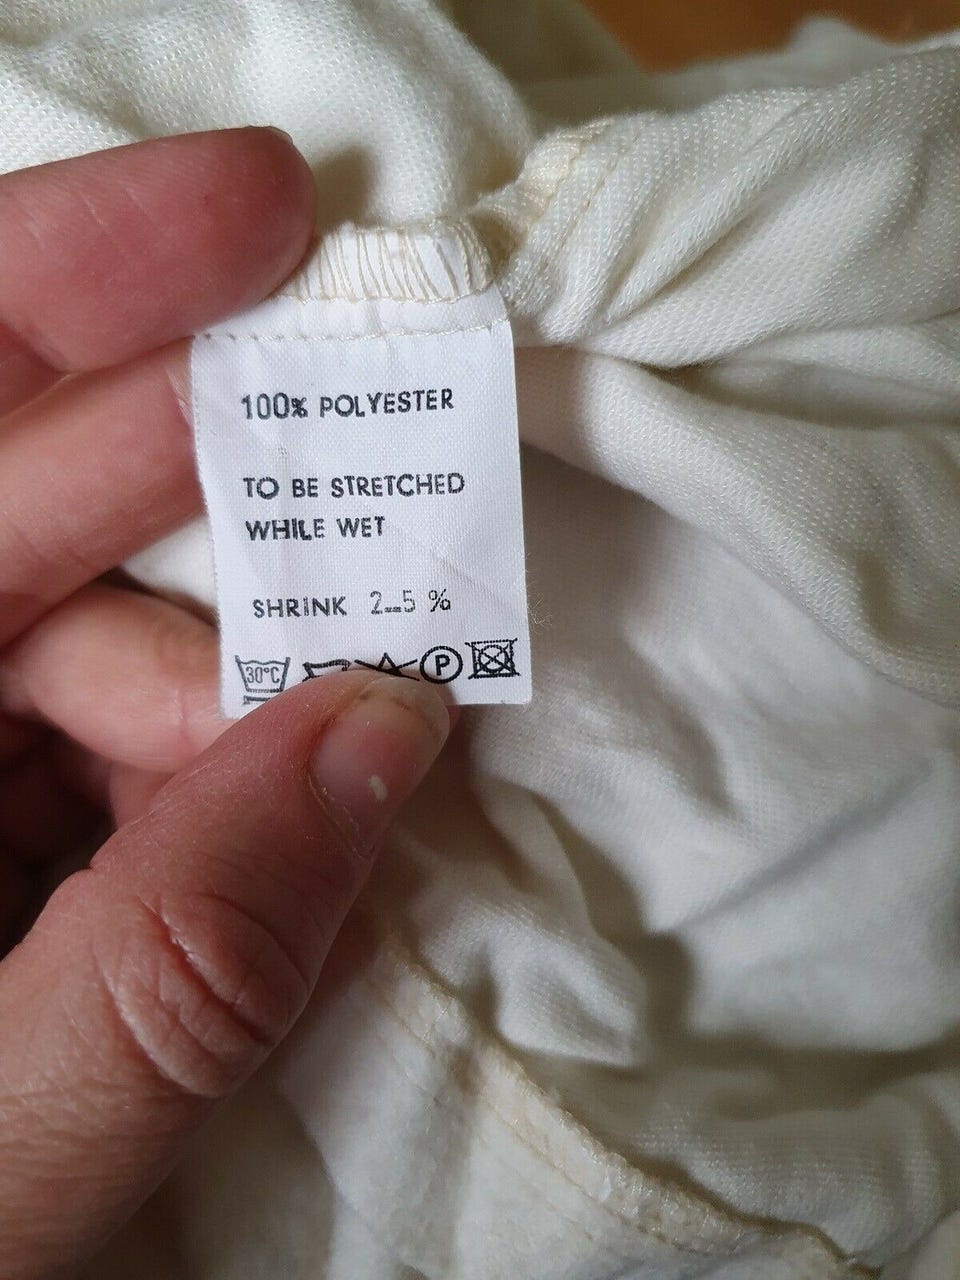 100% POLYESTER
TO BE STRETCHED
WHILE WET
SHRINK 2-5 %
30°C P